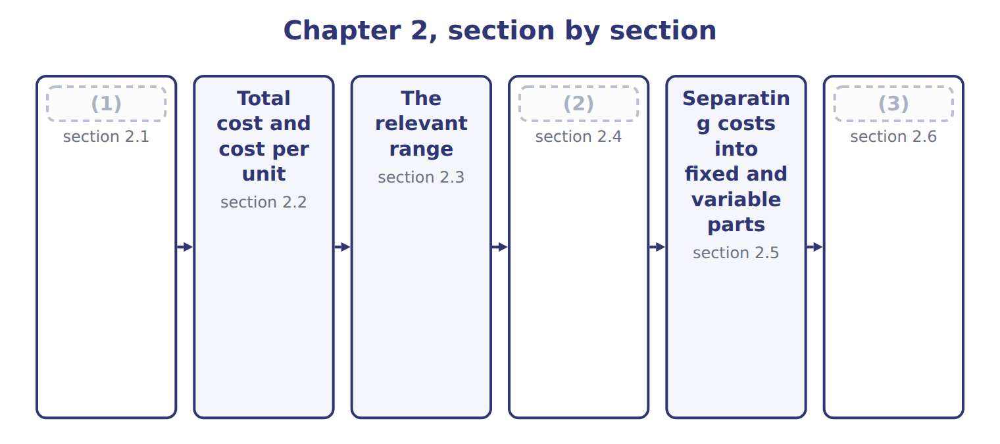 Chapter 2, section by section
(1)
section 2.1
Total
cost and
cost per
unit
section 2.2
The
relevant
range
section 2.3
(2)
section 2.4
Separatin
g costs
into
fixed and
variable
parts
section 2.5
(3)
section 2.6